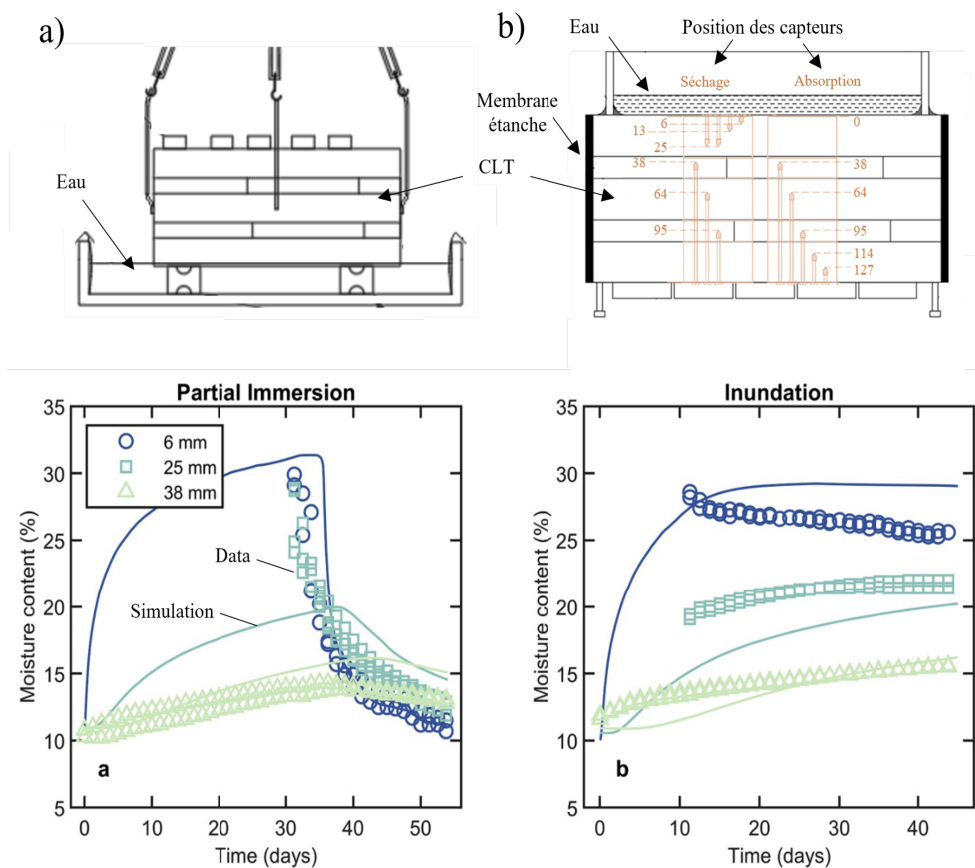 a)
Eau
CLT
b)
Eau
Position des capteurs
Séchage
Absorption
Membrane
étanche
6
13
25
38
64
95
0
38
64
95
114
127
Partial Immersion
35
30
25
20
15
10
5
Moisture content (%)
6 mm
25 mm
38 mm
Data
Simulation
a
0
10
20
30
40
50
Time (days)
Inundation
35
30
25
20
15
10
5
Moisture content (%)
b
0
10
20
30
40
Time (days)